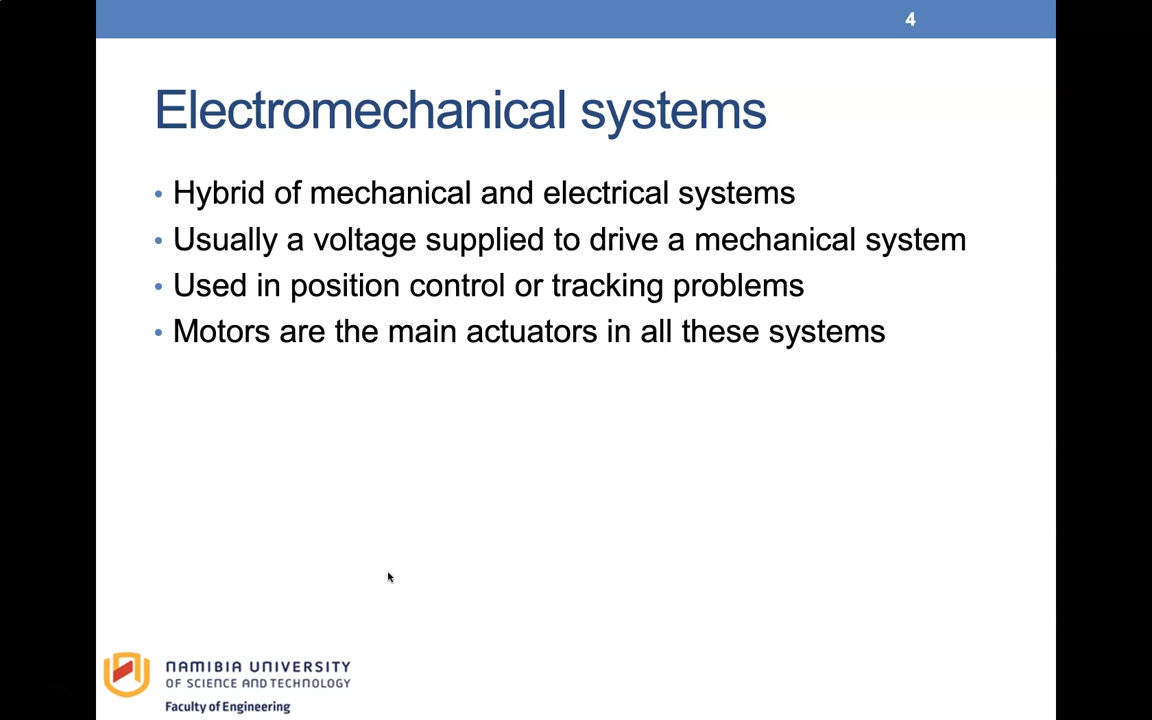 4
Electromechanical systems
• Hybrid of mechanical and electrical systems
• Usually a voltage supplied to drive a mechanical system
• Used in position control or tracking problems
• Motors are the main actuators in all these systems
NAMIBIA UNIVERSITY
OF SCIENCE AND TECHNOLOGY
Faculty of Engineering